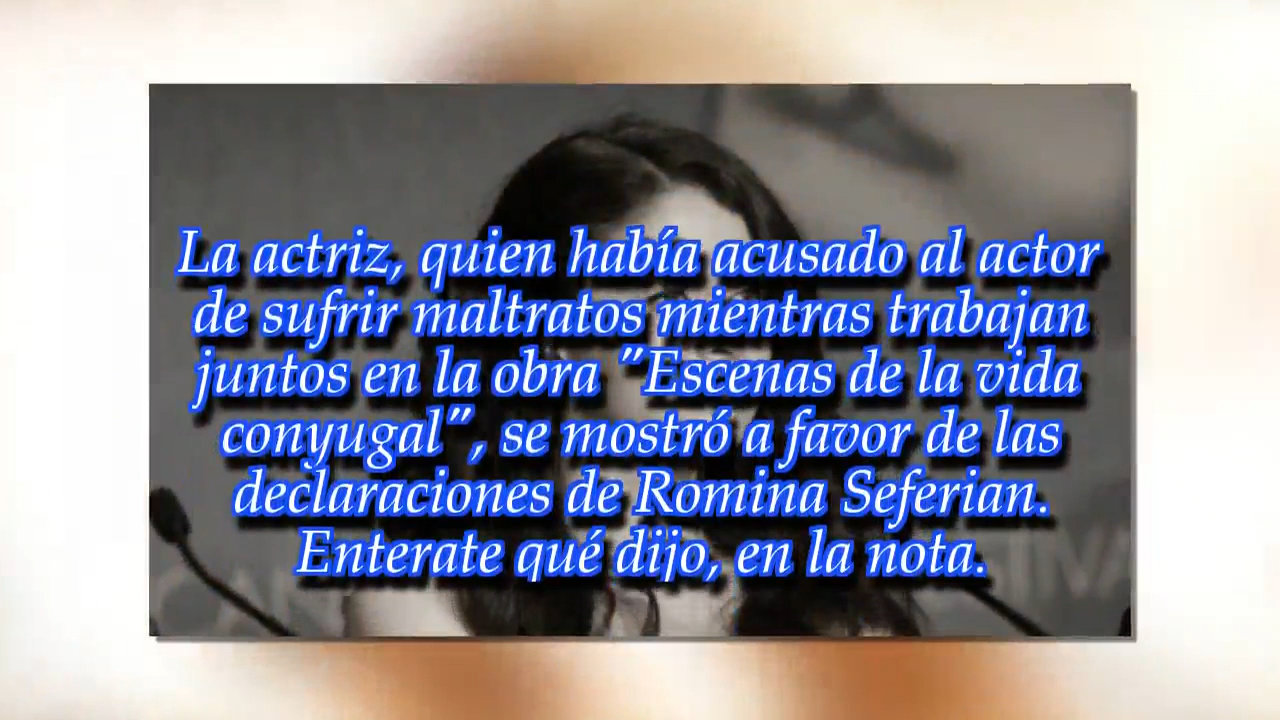 La actriz, quien había acusado al actor
de sufrir maltratos mientras trabajan
juntos en la obra "Escenas de la vida
conyugal", se mostró a favor de las
declaraciones de Romina Seferian.
Enterate qué dijo, en la nota.